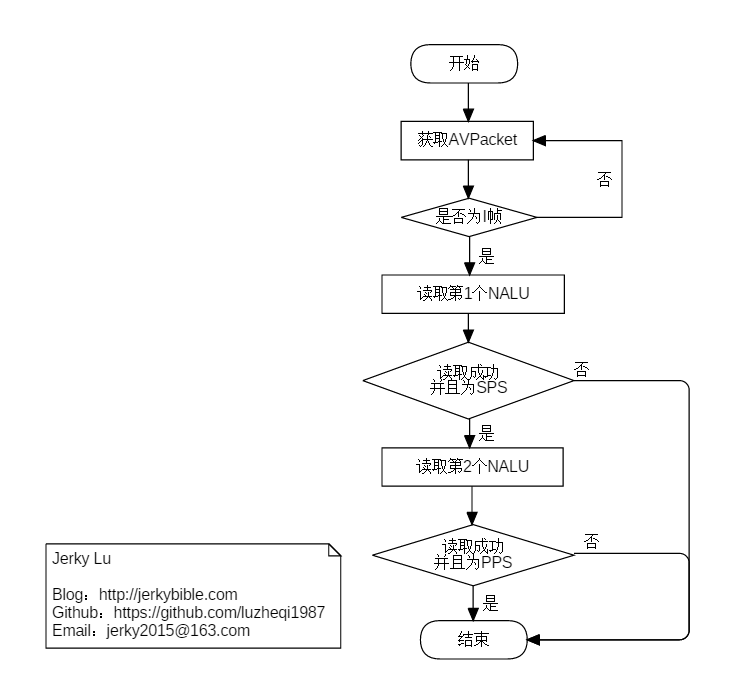 开始
获取AVPacket
否
是否为I帧
是
读取第1个NALU
读取成功
并且为SPS
否
是
读取第2个NALU
读取成功
并且为PPS
否
是
结束
Jerky Lu
Blog：http://jerkybible.com
Github：https://github.com/luzheqi1987
Email：jerky2015@163.com